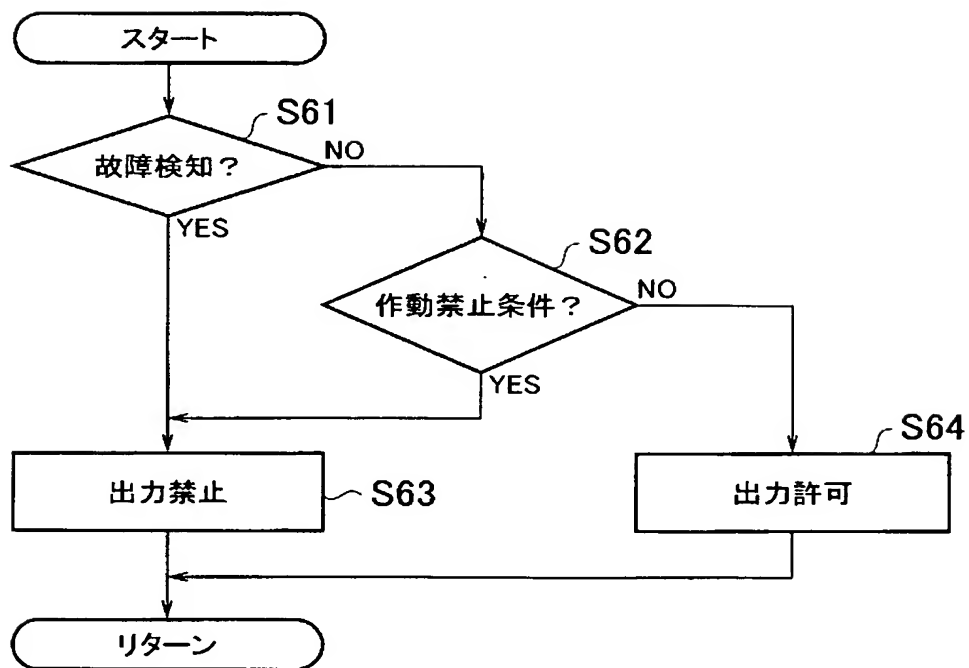 スタート
S61
故障検知？
NO
YES
S62
作動禁止条件？
NO
YES
S64
出力禁止
S63
出力許可
リターン